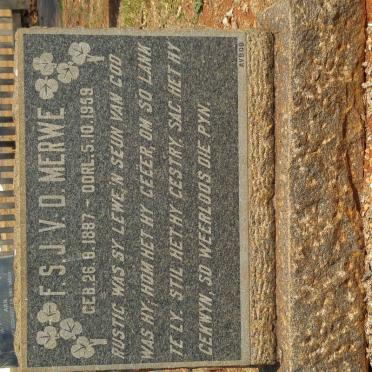 F.S.J. V. D. MERWE
GEB. 26.8.1887 - OORL. 5.10.1959
RUSTIG WAS SY LEWE, 'N SEUN VAN GOD
WAS HY. HOM HET HY GEËER, OM SO LANK
TE LY. STIL HET HY GESTRY, SAG HET HY
GEKWYN, SO WEERLOOS DIE PYN.
AVBOB